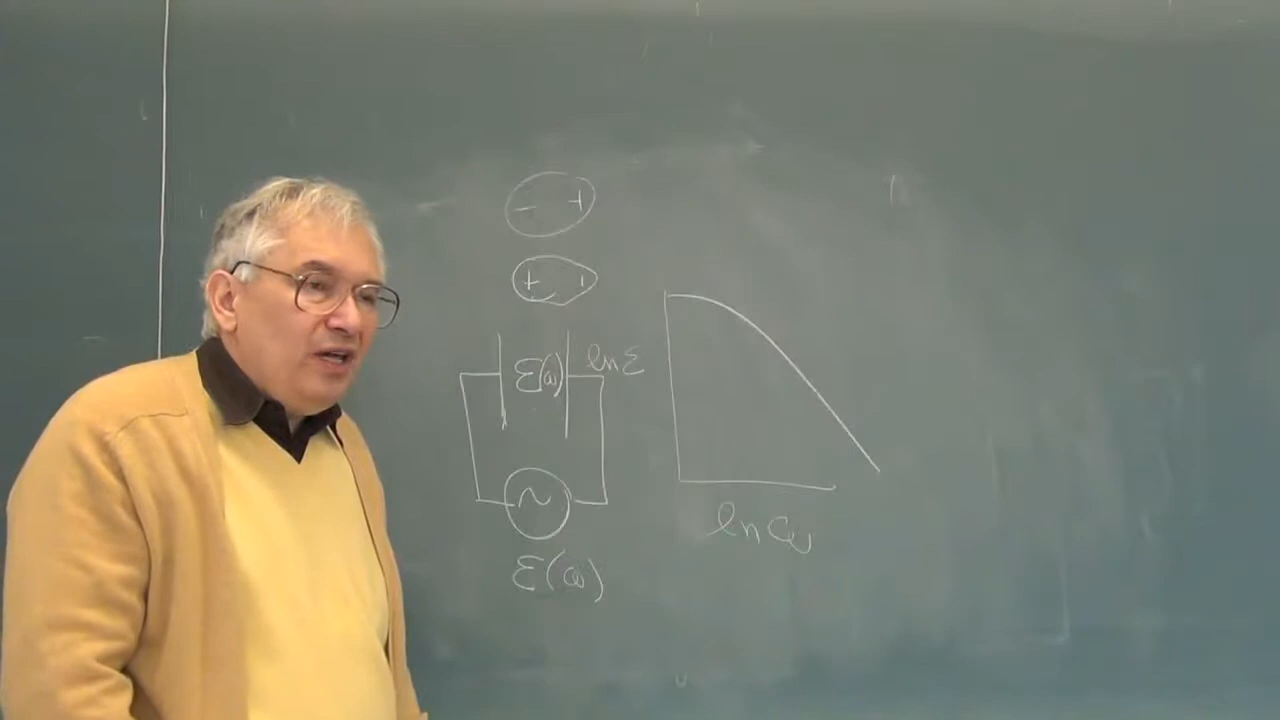 - +
+ -
ε(ω) ln ε
~
ln ω
ε(ω)